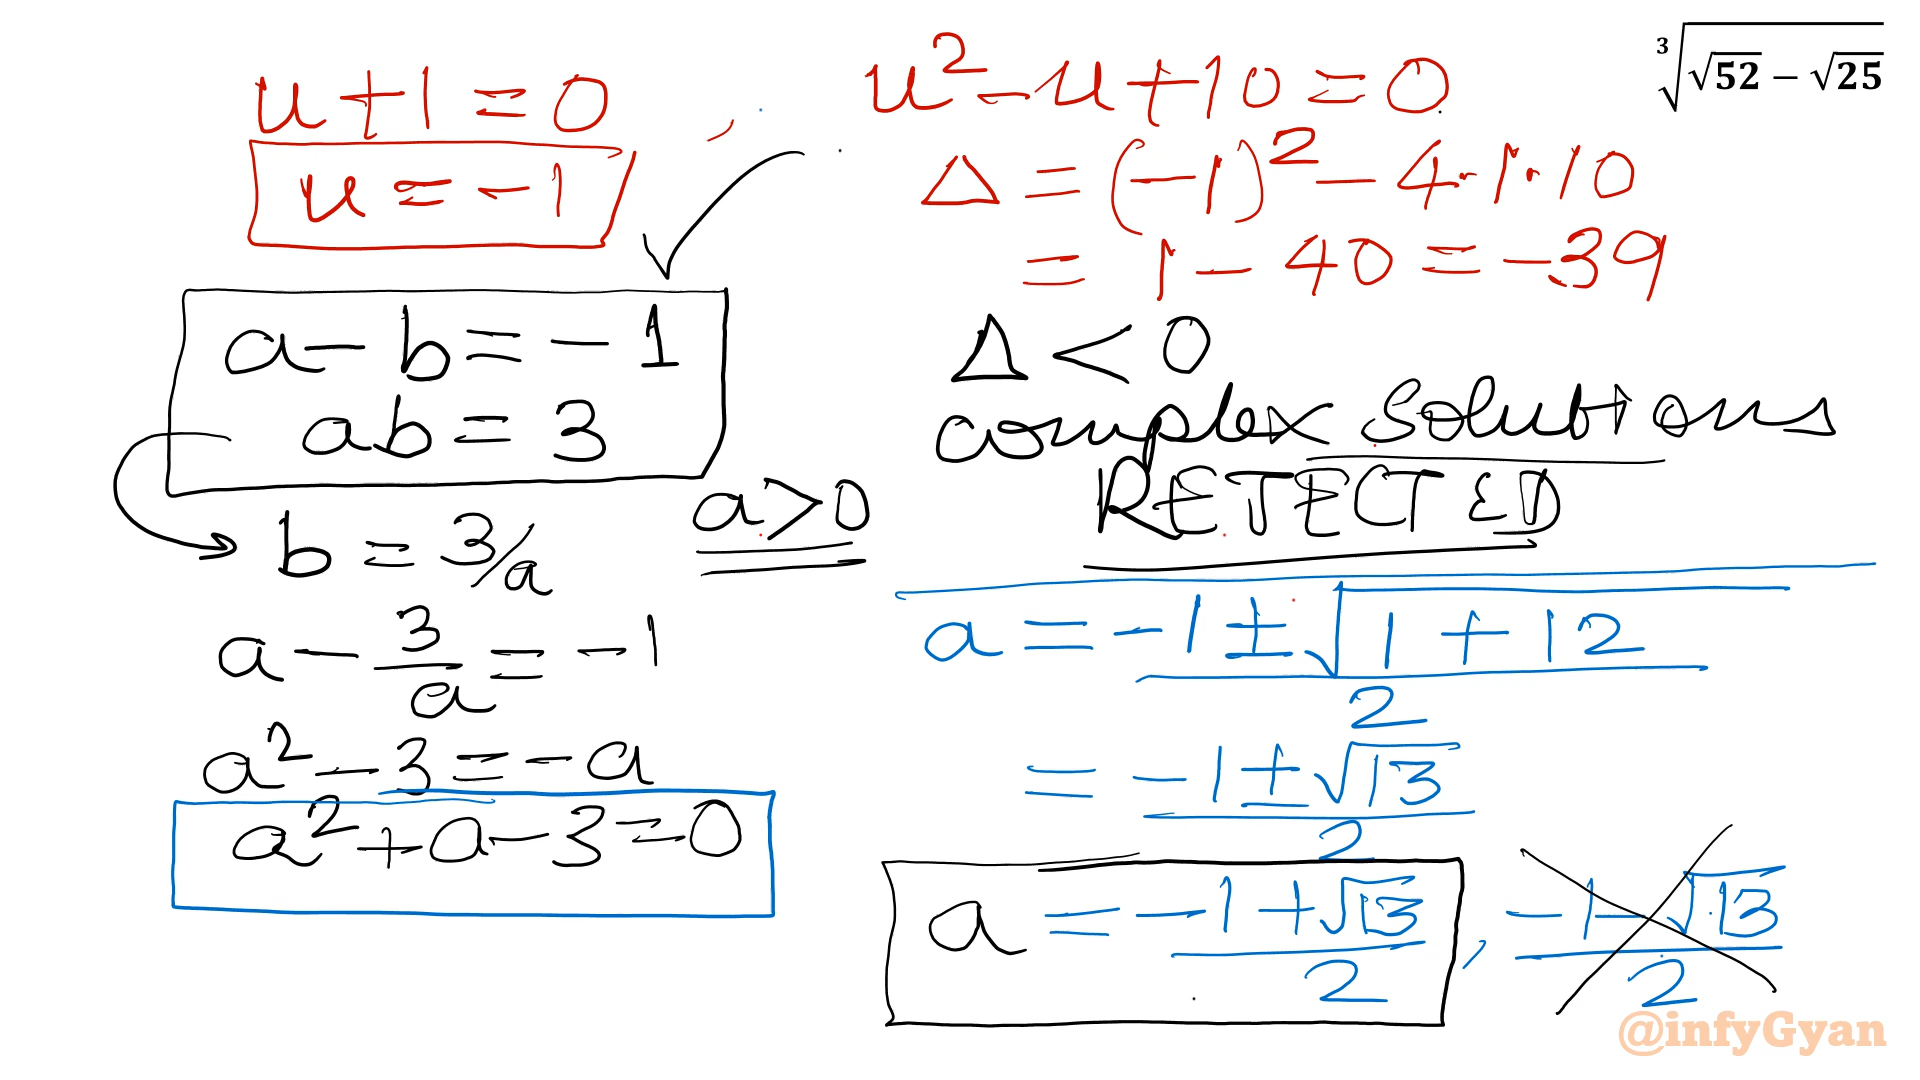 u+1=0
u=-1
a-b=-1
ab=3
b=3/a
a>0
a-3/a=-1
a²-3=-a
a²+a-3=0
∛(√52-√25)
u²-u+10=0
Δ=(-1)²-4·1·10
=1-40=-39
Δ<0
complex solutions
REJECTED
a=(-1±√(1+12))/2
=(-1±√13)/2
a=(-1+√13)/2, (-1-√13)/2
@infyGyan